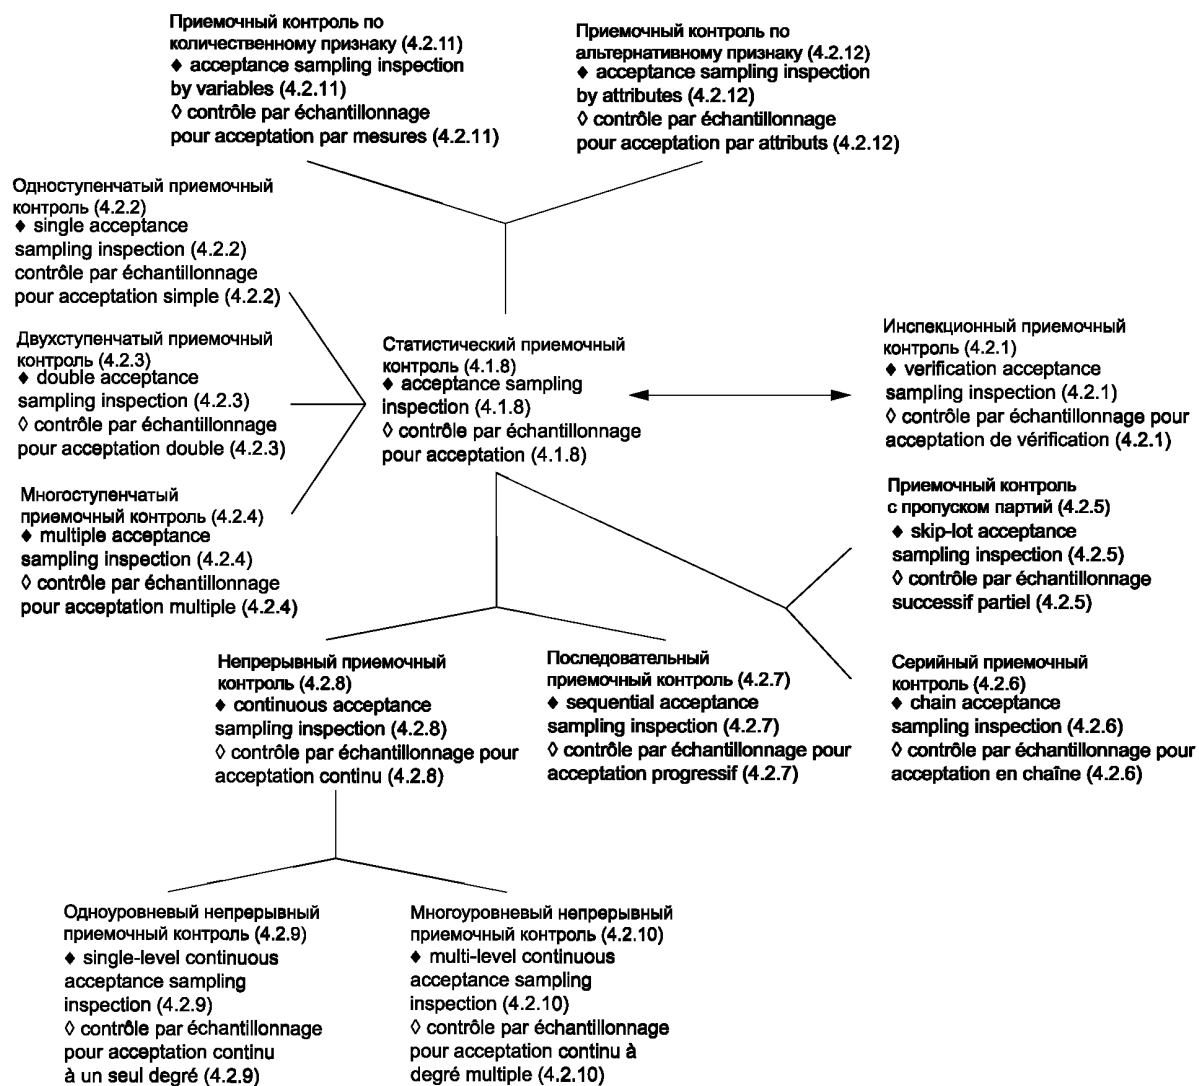 Приемочный контроль по
количественному признаку (4.2.11)
♦ acceptance sampling inspection
by variables (4.2.11)
◊ contrôle par échantillonnage
pour acceptation par mesures (4.2.11)
Приемочный контроль по
альтернативному признаку (4.2.12)
♦ acceptance sampling inspection
by attributes (4.2.12)
◊ contrôle par échantillonnage
pour acceptation par attributs (4.2.12)
Одноступенчатый приемочный
контроль (4.2.2)
♦ single acceptance
sampling inspection (4.2.2)
contrôle par échantillonnage
pour acceptation simple (4.2.2)
Двухступенчатый приемочный
контроль (4.2.3)
♦ double acceptance
sampling inspection (4.2.3)
◊ contrôle par échantillonnage
pour acceptation double (4.2.3)
Многоступенчатый
приемочный контроль (4.2.4)
♦ multiple acceptance
sampling inspection (4.2.4)
◊ contrôle par échantillonnage
pour acceptation multiple (4.2.4)
Статистический приемочный
контроль (4.1.8)
♦ acceptance sampling
inspection (4.1.8)
◊ contrôle par échantillonnage
pour acceptation (4.1.8)
Инспекционный приемочный
контроль (4.2.1)
♦ verification acceptance
sampling inspection (4.2.1)
◊ contrôle par échantillonnage pour
acceptation de vérification (4.2.1)
Приемочный контроль
с пропуском партий (4.2.5)
♦ skip-lot acceptance
sampling inspection (4.2.5)
◊ contrôle par échantillonnage
successif partiel (4.2.5)
Непрерывный приемочный
контроль (4.2.8)
♦ continuous acceptance
sampling inspection (4.2.8)
◊ contrôle par échantillonnage pour
acceptation continu (4.2.8)
Последовательный
приемочный контроль (4.2.7)
♦ sequential acceptance
sampling inspection (4.2.7)
◊ contrôle par échantillonnage pour
acceptation progressif (4.2.7)
Серийный приемочный
контроль (4.2.6)
♦ chain acceptance
sampling inspection (4.2.6)
◊ contrôle par échantillonnage pour
acceptation en chaîne (4.2.6)
Одноуровневый непрерывный
приемочный контроль (4.2.9)
♦ single-level continuous
acceptance sampling
inspection (4.2.9)
◊ contrôle par échantillonnage
pour acceptation continu
à un seul degré (4.2.9)
Многоуровневый непрерывный
приемочный контроль (4.2.10)
♦ multi-level continuous
acceptance sampling
inspection (4.2.10)
◊ contrôle par échantillonnage
pour acceptation continu à
degré multiple (4.2.10)